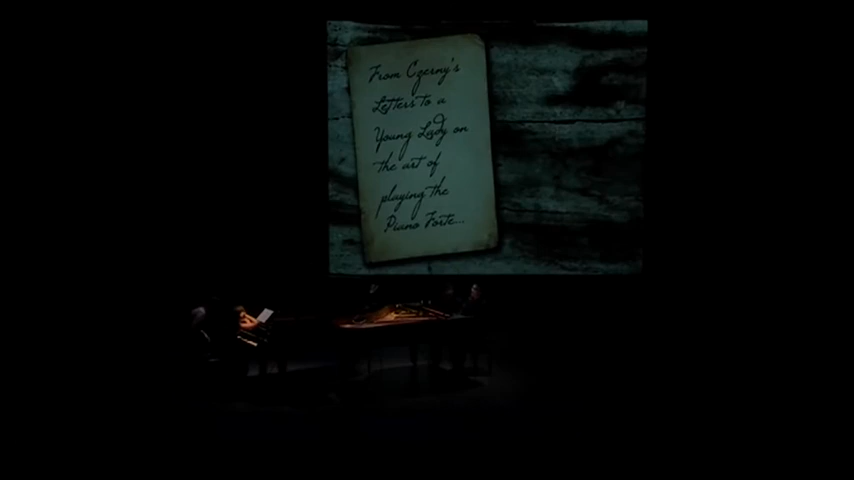 From Czerny's
Letters to a
Young Lady on
the art of
playing the
Piano Forte...